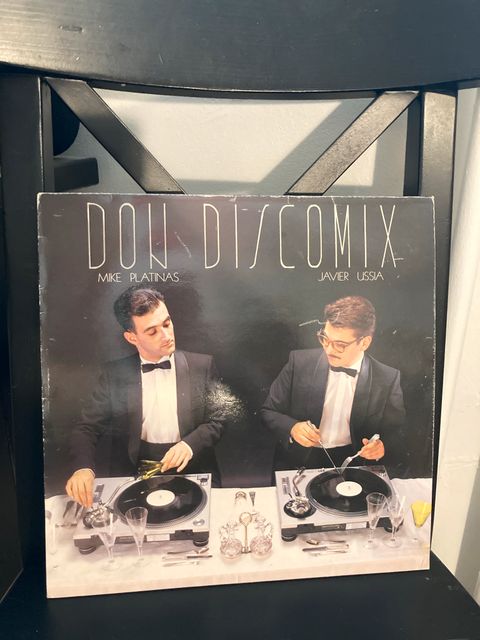 DON DISCOMIX
MIKE PLATINAS JAVIER USSIA